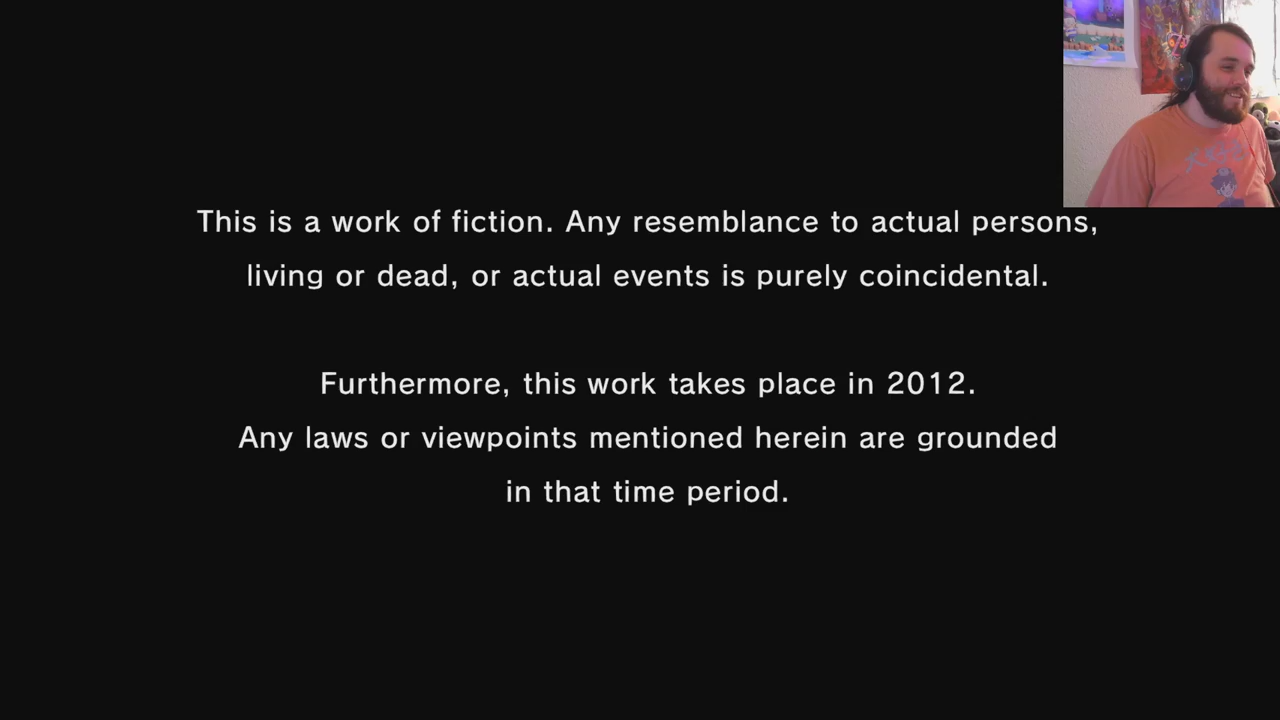 This is a work of fiction. Any resemblance to actual persons,
living or dead, or actual events is purely coincidental.
Furthermore, this work takes place in 2012.
Any laws or viewpoints mentioned herein are grounded
in that time period.